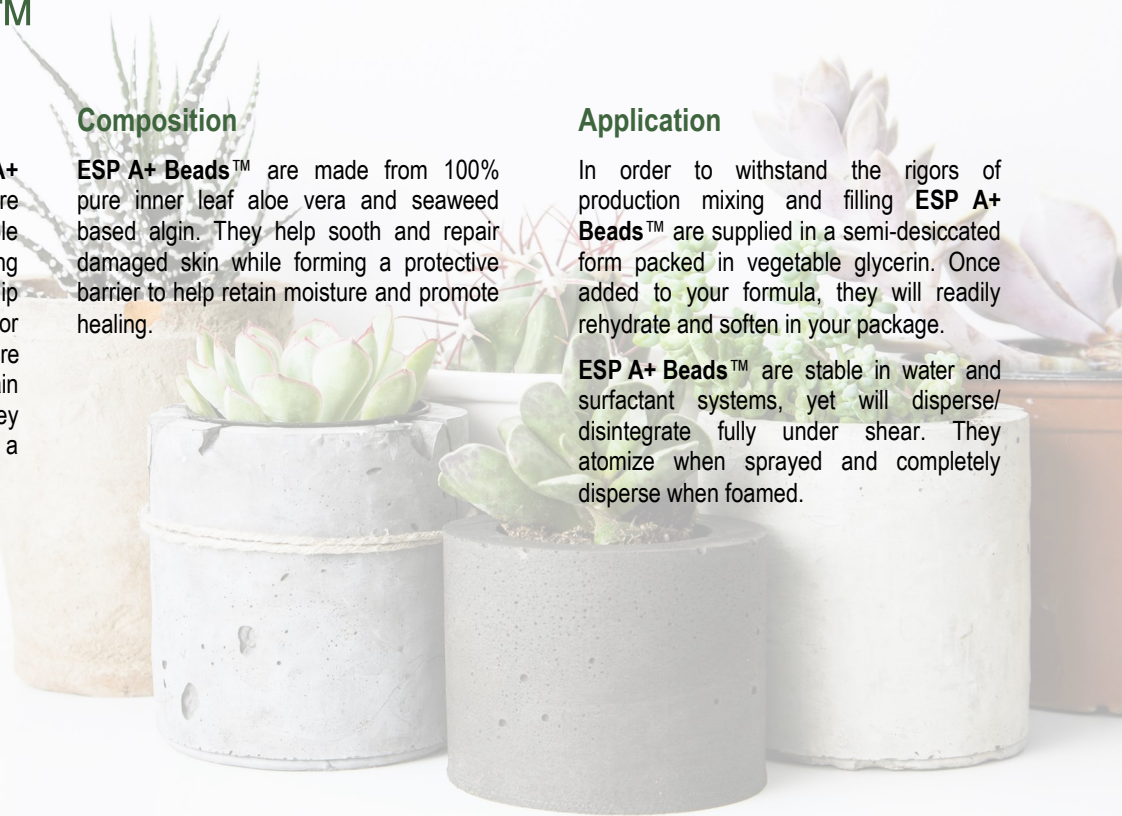 ™
A+
Composition
ESP A+ Beads™ are made from 100%
pure inner leaf aloe vera and seaweed
based algin. They help sooth and repair
damaged skin while forming a protective
barrier to help retain moisture and promote
healing.
Application
In order to withstand the rigors of
production mixing and filling ESP A+
Beads™ are supplied in a semi-desiccated
form packed in vegetable glycerin. Once
added to your formula, they will readily
rehydrate and soften in your package.
ESP A+ Beads™ are stable in water and
surfactant systems, yet will disperse/
disintegrate fully under shear. They
atomize when sprayed and completely
disperse when foamed.